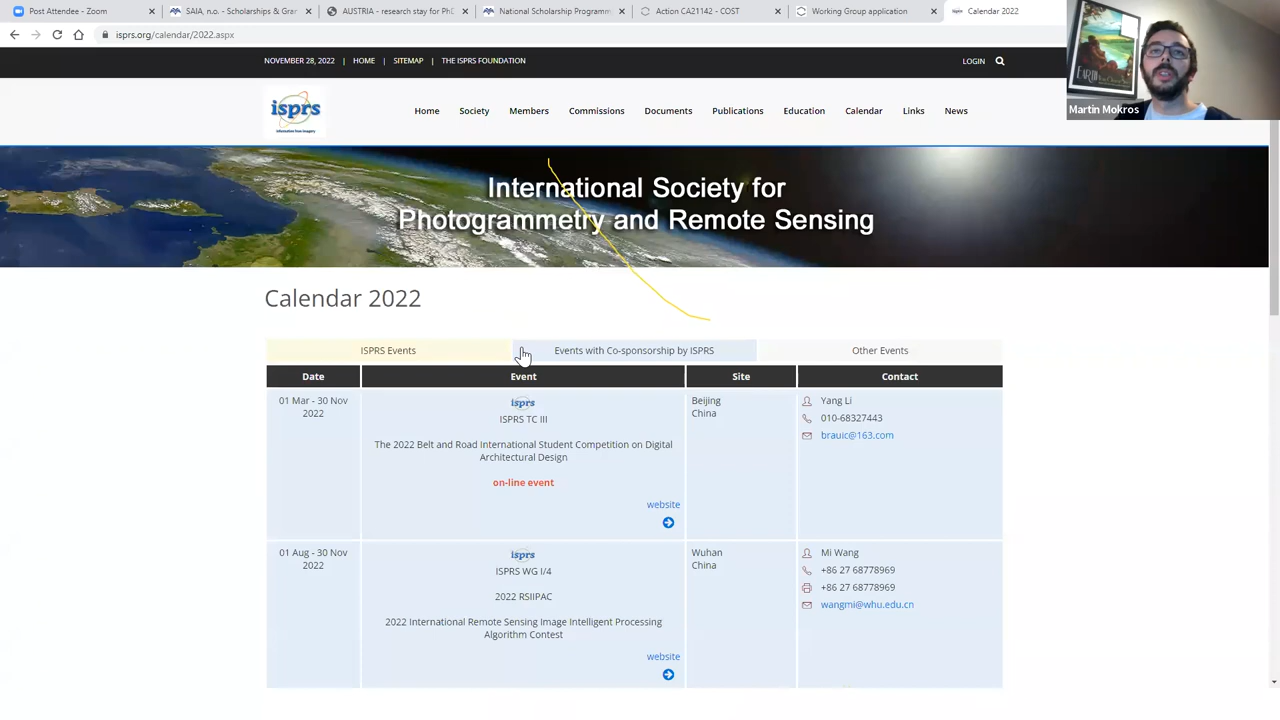 Post Attendee - Zoom
SAIA, n.o. - Scholarships & Gran
AUSTRIA - research stay for PhD
National Scholarship Programm
Action CA21142 - COST
Working Group application
Calendar 2022
isprs.org/calendar/2022.aspx
NOVEMBER 28, 2022 | HOME | SITEMAP | THE ISPRS FOUNDATION
LOGIN
isprs
information from imagery
Home Society Members Commissions Documents Publications Education Calendar Links News
EARTH
Martin Mokros
International Society for
Photogrammetry and Remote Sensing
Calendar 2022
ISPRS Events Events with Co-sponsorship by ISPRS Other Events
Date Event Site Contact
01 Mar - 30 Nov
2022
isprs
ISPRS TC III
The 2022 Belt and Road International Student Competition on Digital
Architectural Design
on-line event
website
Beijing
China
Yang Li
010-68327443
brauic@163.com
01 Aug - 30 Nov
2022
isprs
ISPRS WG I/4
2022 RSIIPAC
2022 International Remote Sensing Image Intelligent Processing
Algorithm Contest
website
Wuhan
China
Mi Wang
+86 27 68778969
+86 27 68778969
wangmi@whu.edu.cn